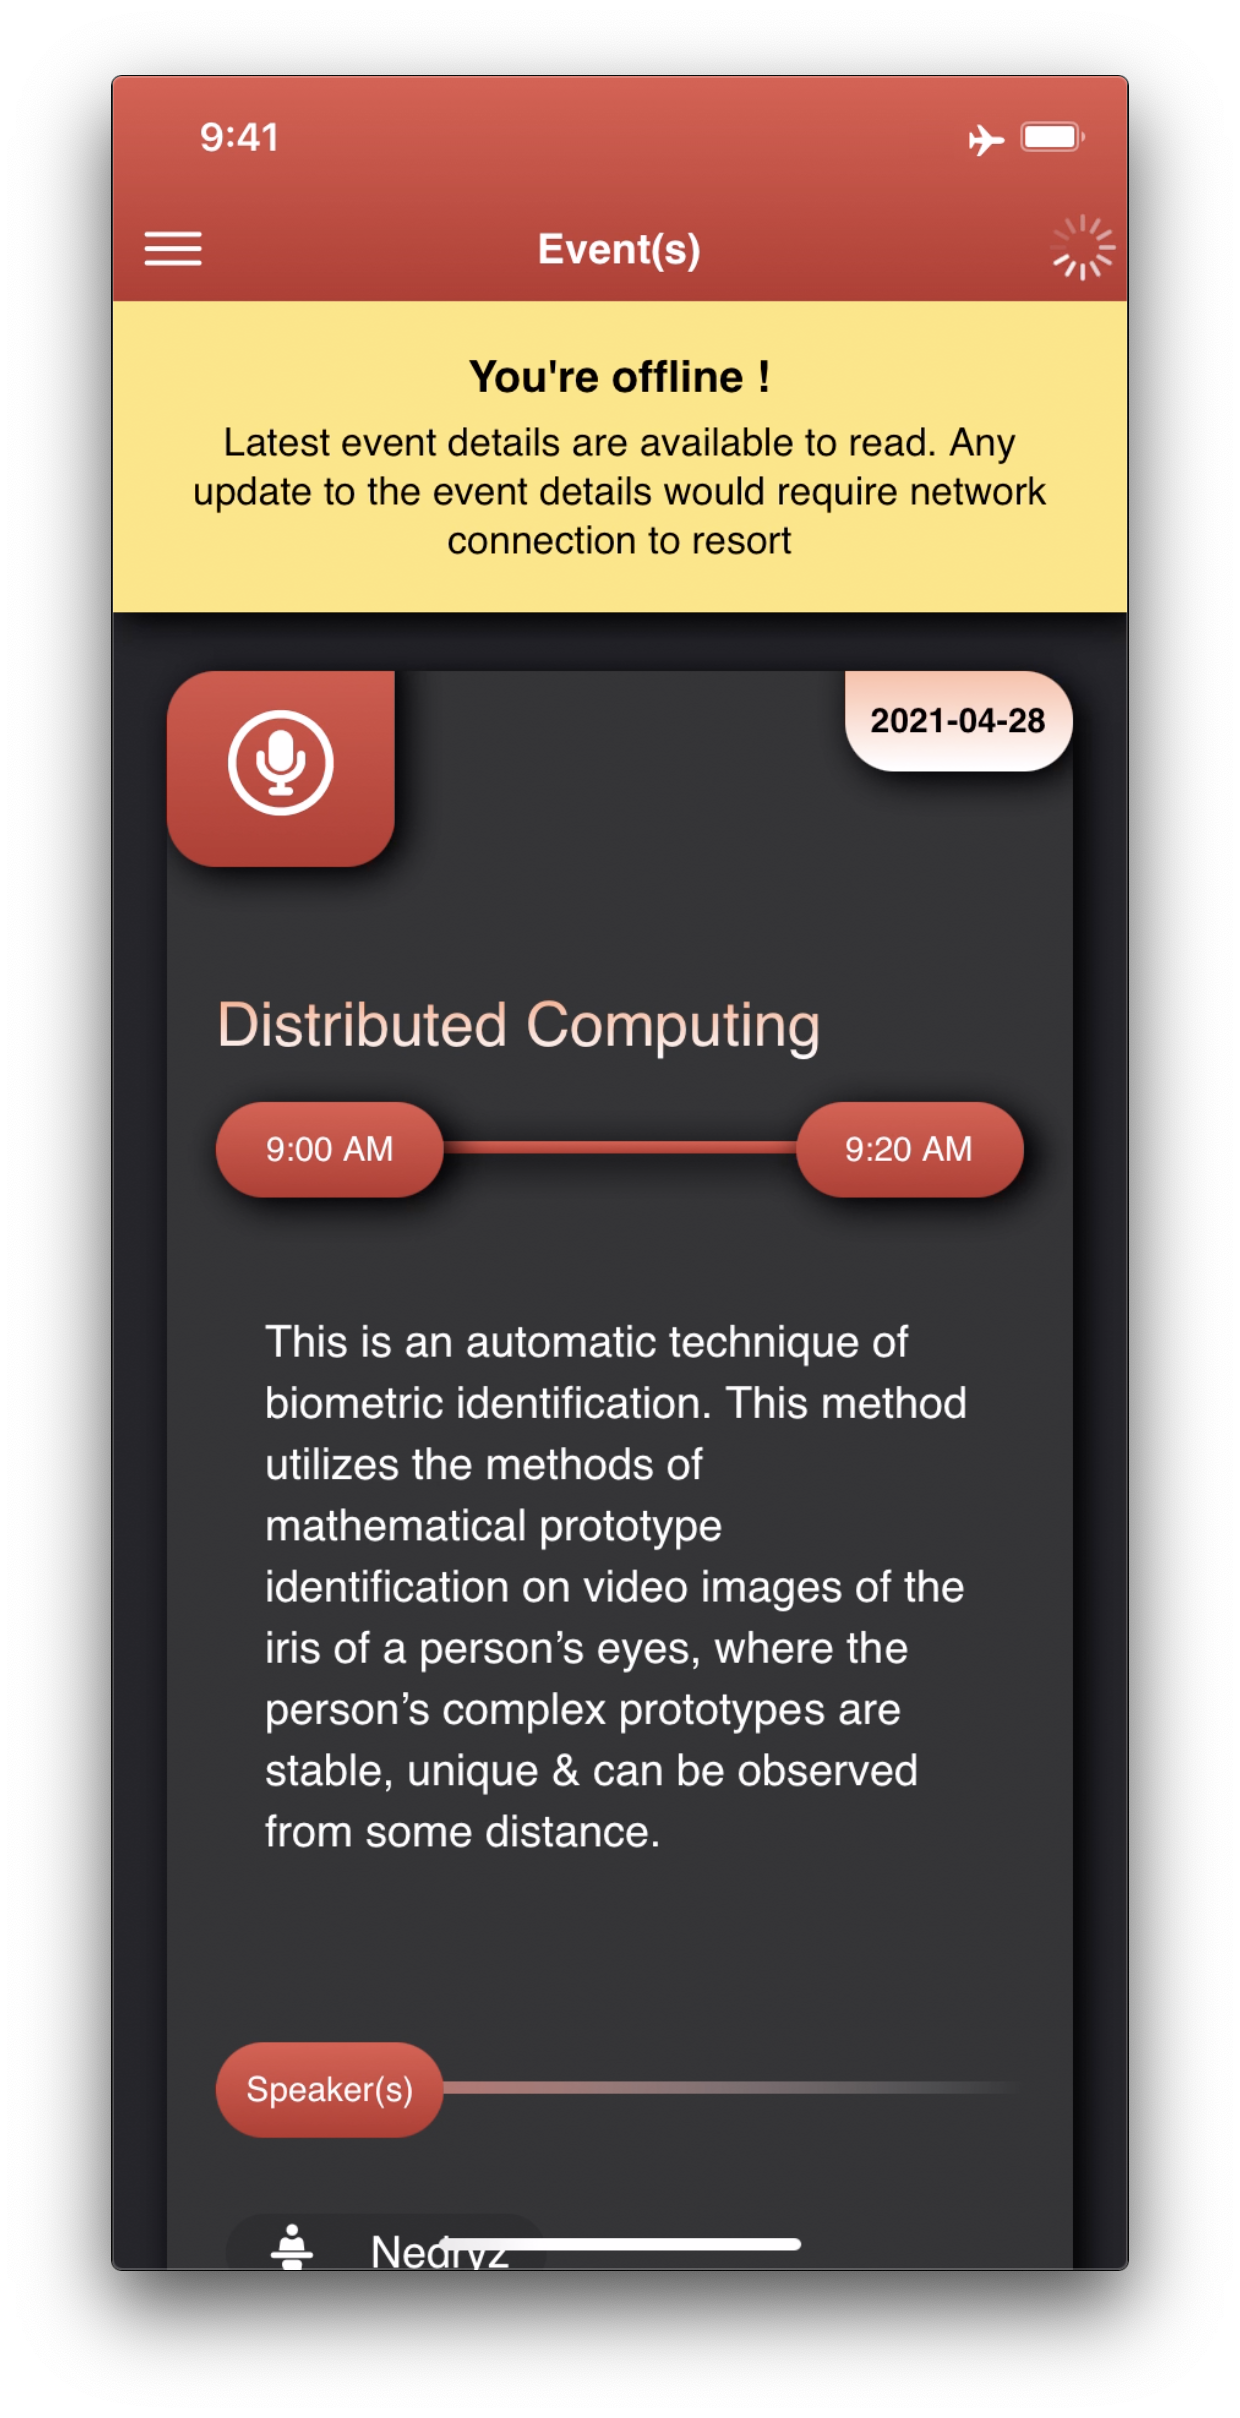 9:41
Event(s)
You're offline !
Latest event details are available to read. Any
update to the event details would require network
connection to resort
2021-04-28
Distributed Computing
9:00 AM
9:20 AM
This is an automatic technique of
biometric identification. This method
utilizes the methods of
mathematical prototype
identification on video images of the
iris of a person’s eyes, where the
person’s complex prototypes are
stable, unique & can be observed
from some distance.
Speaker(s)